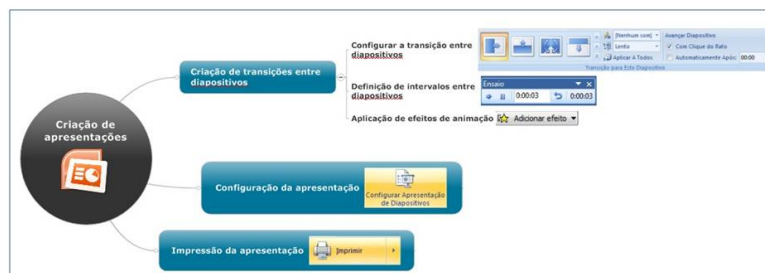 Criação de
apresentações
Criação de transições entre
diapositivos
Configurar a transição entre
diapositivos
[Nenhum som]
Lento
Aplicar A Todos
Avançar Diapositivo
Com Clique do Rato
Automaticamente Após: 00:00
Transição para Este Diapositivo
Definição de intervalos entre
diapositivos
Ensaio
0:00:03 0:00:03
Aplicação de efeitos de animação
Adicionar efeito
Configuração da apresentação
Configurar Apresentação
de Diapositivos
Impressão da apresentação
Imprimir